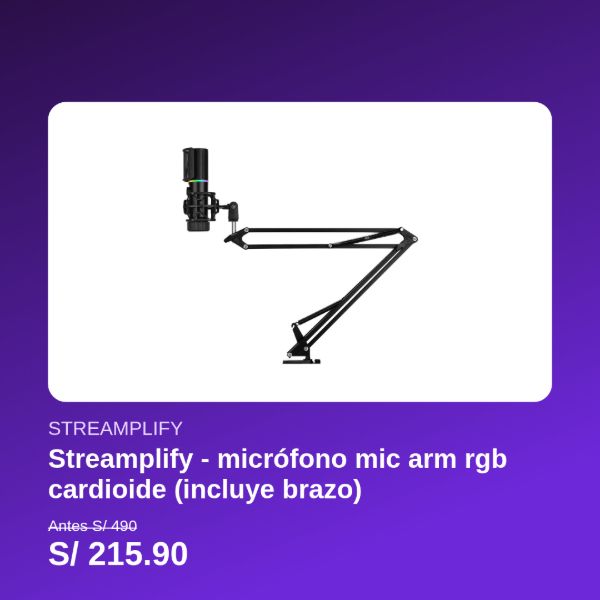 STREAMPLIFY
Streamplify - micrófono mic arm rgb
cardioide (incluye brazo)
Antes S/ 490
S/ 215.90